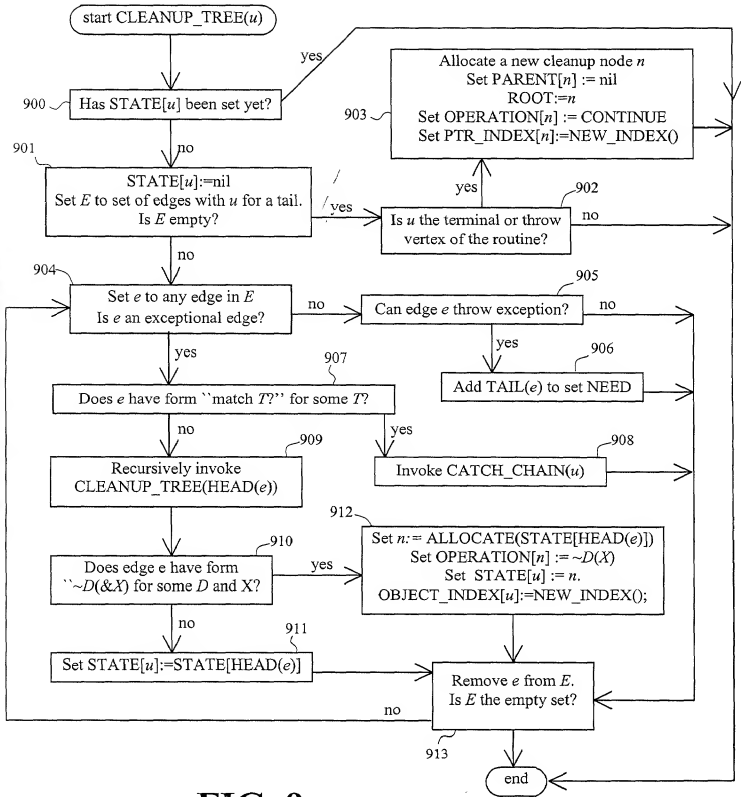 start CLEANUP_TREE(u)
yes
900
Has STATE[u] been set yet?
no
903
Allocate a new cleanup node n
Set PARENT[n] := nil
ROOT:=n
Set OPERATION[n] := CONTINUE
Set PTR_INDEX[n]:=NEW_INDEX()
901
STATE[u]:=nil
Set E to set of edges with u for a tail.
Is E empty?
yes
yes
902
Is u the terminal or throw
vertex of the routine?
no
no
904
Set e to any edge in E
Is e an exceptional edge?
no
905
Can edge e throw exception?
no
yes
yes
906
Add TAIL(e) to set NEED
907
Does e have form ``match T?'' for some T?
no
yes
909
Recursively invoke
CLEANUP_TREE(HEAD(e))
908
Invoke CATCH_CHAIN(u)
910
Does edge e have form
``~D(&X) for some D and X?
yes
912
Set n:= ALLOCATE(STATE[HEAD(e)])
Set OPERATION[n] := ~D(X)
Set STATE[u] := n.
OBJECT_INDEX[u]:=NEW_INDEX();
no
911
Set STATE[u]:=STATE[HEAD(e)]
Remove e from E.
Is E the empty set?
no
913
end